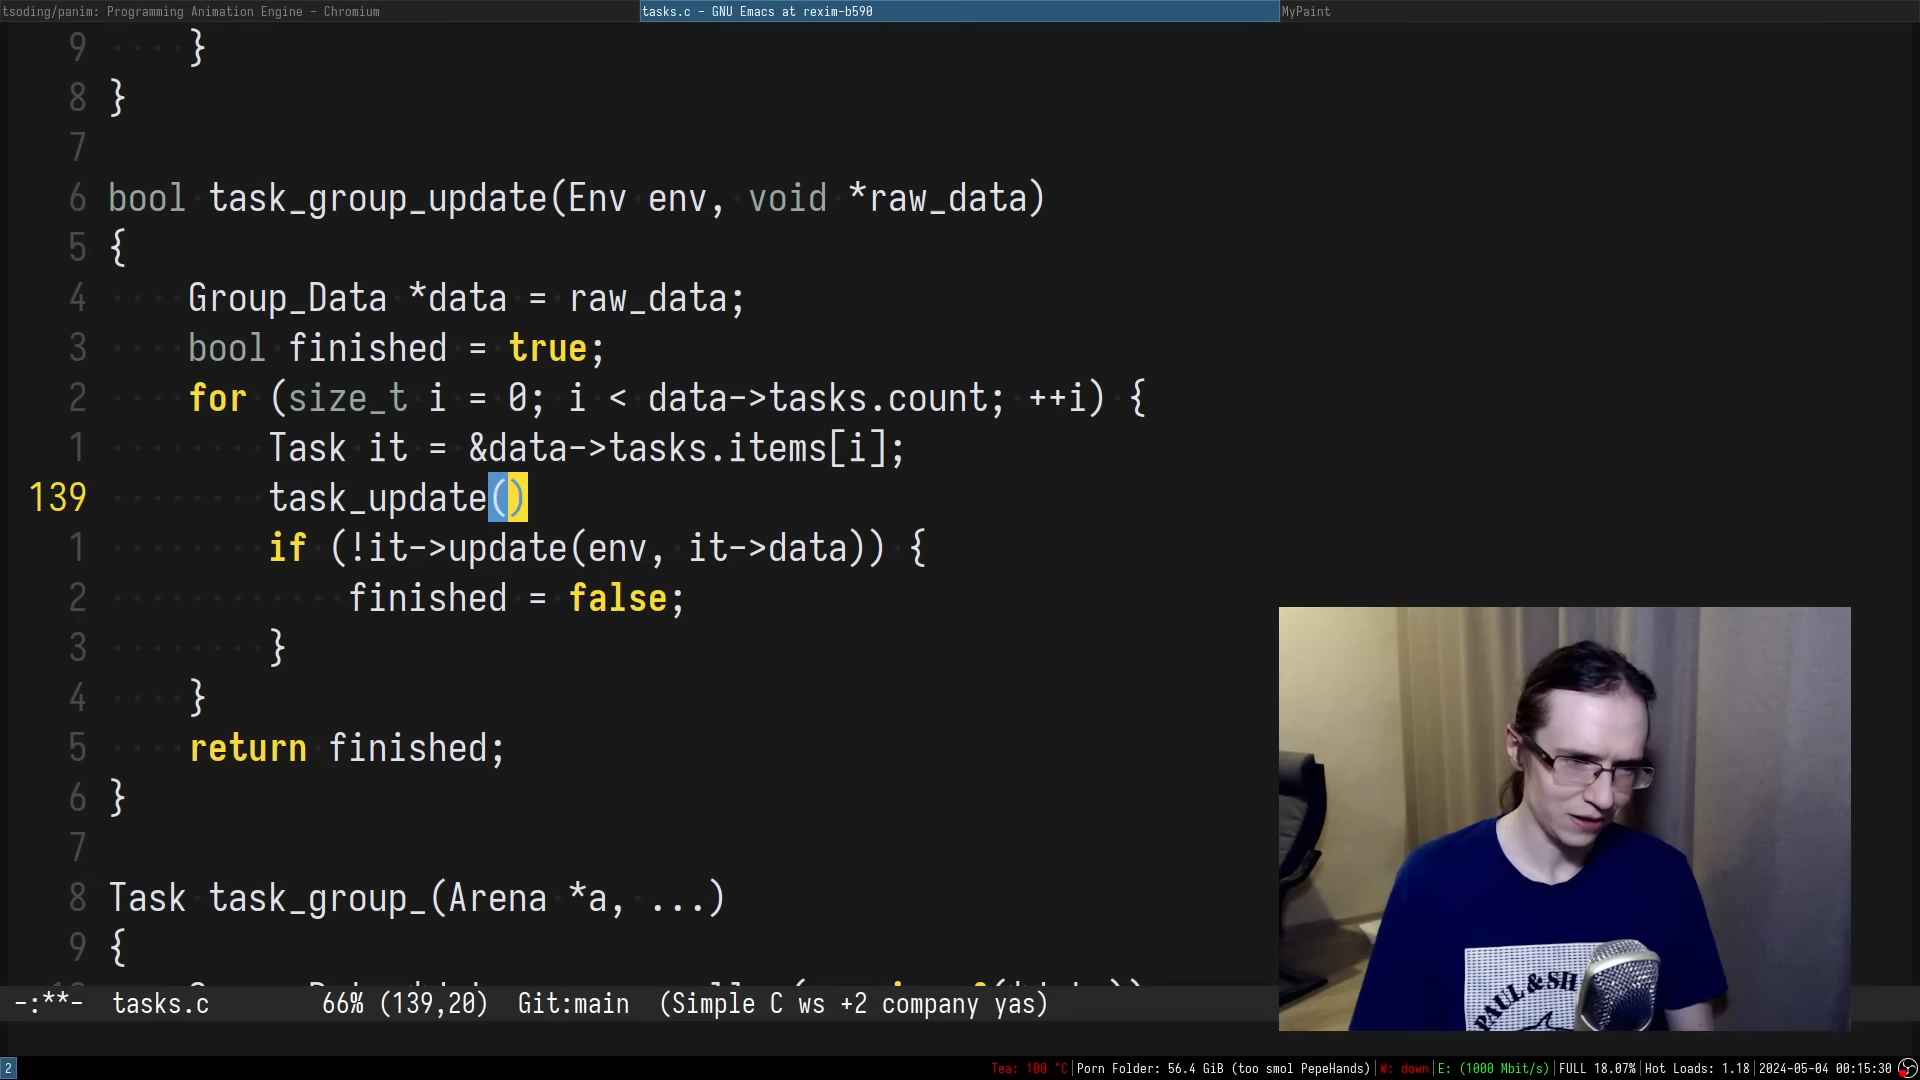 tsoding/panim: Programming Animation Engine - Chromium
tasks.c - GNU Emacs at rexim-b590
MyPaint
9 }
8 }
7
6 bool task_group_update(Env env, void *raw_data)
5 {
4 Group_Data *data = raw_data;
3 bool finished = true;
2 for (size_t i = 0; i < data->tasks.count; ++i) {
1 Task it = &data->tasks.items[i];
139 task_update()
1 if (!it->update(env, it->data)) {
2 finished = false;
3 }
4 }
5 return finished;
6 }
7
8 Task task_group_(Arena *a, ...)
9 {
-:**- tasks.c 66% (139,20) Git:main (Simple C ws +2 company yas)
PAUL & SH
2
Tea: 100 °C|Porn Folder: 56.4 GiB (too smol PepeHands)|W: down|E: (1000 Mbit/s)|FULL 18.07%|Hot Loads: 1.18|2024-05-04 00:15:30